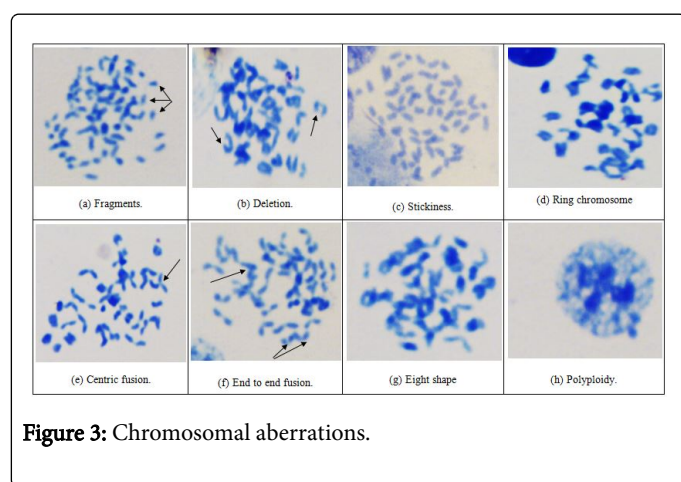 (a) Fragments.
(b) Deletion.
(c) Stickiness.
(d) Ring chromosome
(e) Centric fusion.
(f) End to end fusion.
(g) Eight shape
(h) Polyploidy.
Figure 3: Chromosomal aberrations.